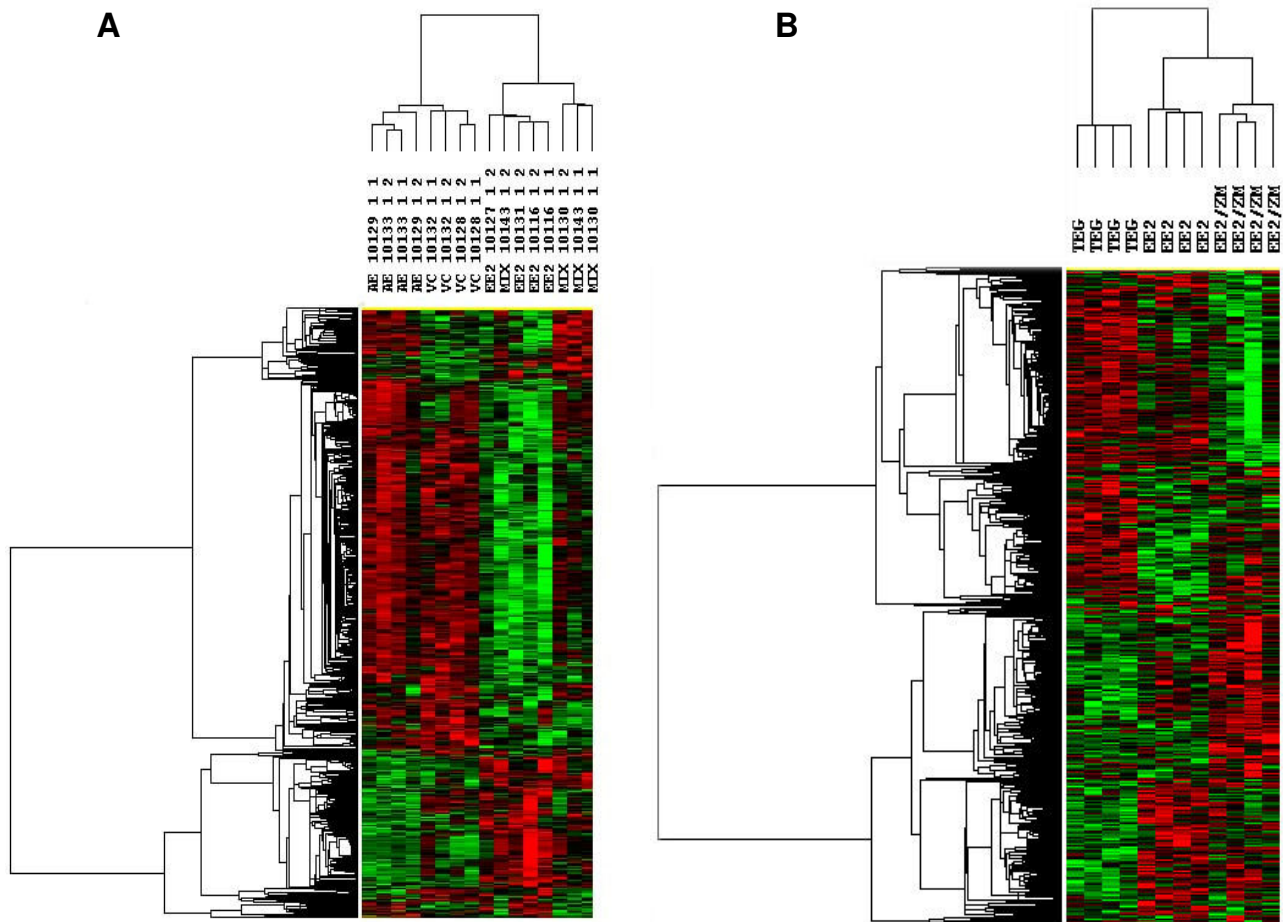 A
B
AE 10129 1 1
AE 10133 1 2
AE 10133 1 1
AE 10129 1 2
VC 10132 1 1
VC 10132 1 2
VC 10128 1 2
VC 10128 1 1
EE2 10127 1 2
MIX 10143 1 2
EE2 10131 1 2
EE2 10116 1 2
EE2 10116 1 1
MIX 10130 1 2
MIX 10143 1 1
MIX 10130 1 1
TEG
TEG
TEG
TEG
EE2
EE2
EE2
EE2
EE2/ZM
EE2/ZM
EE2/ZM
EE2/ZM